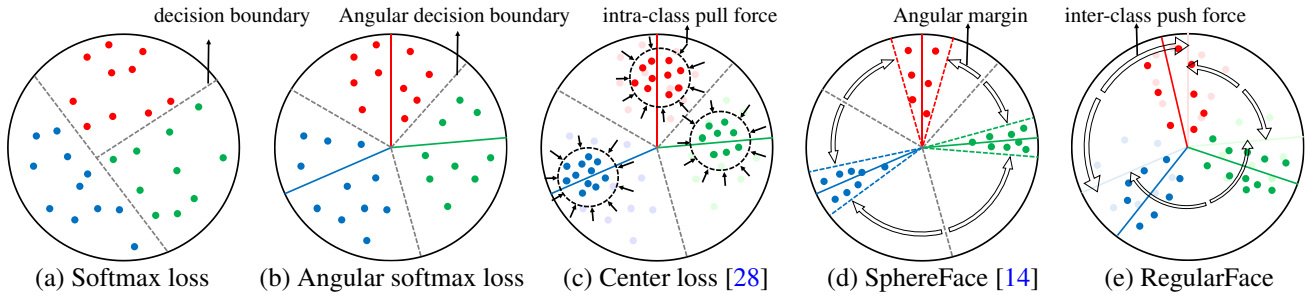 decision boundary
Angular decision boundary
intra-class pull force
Angular margin
inter-class push force
(a) Softmax loss
(b) Angular softmax loss
(c) Center loss [28]
(d) SphereFace [14]
(e) RegularFace